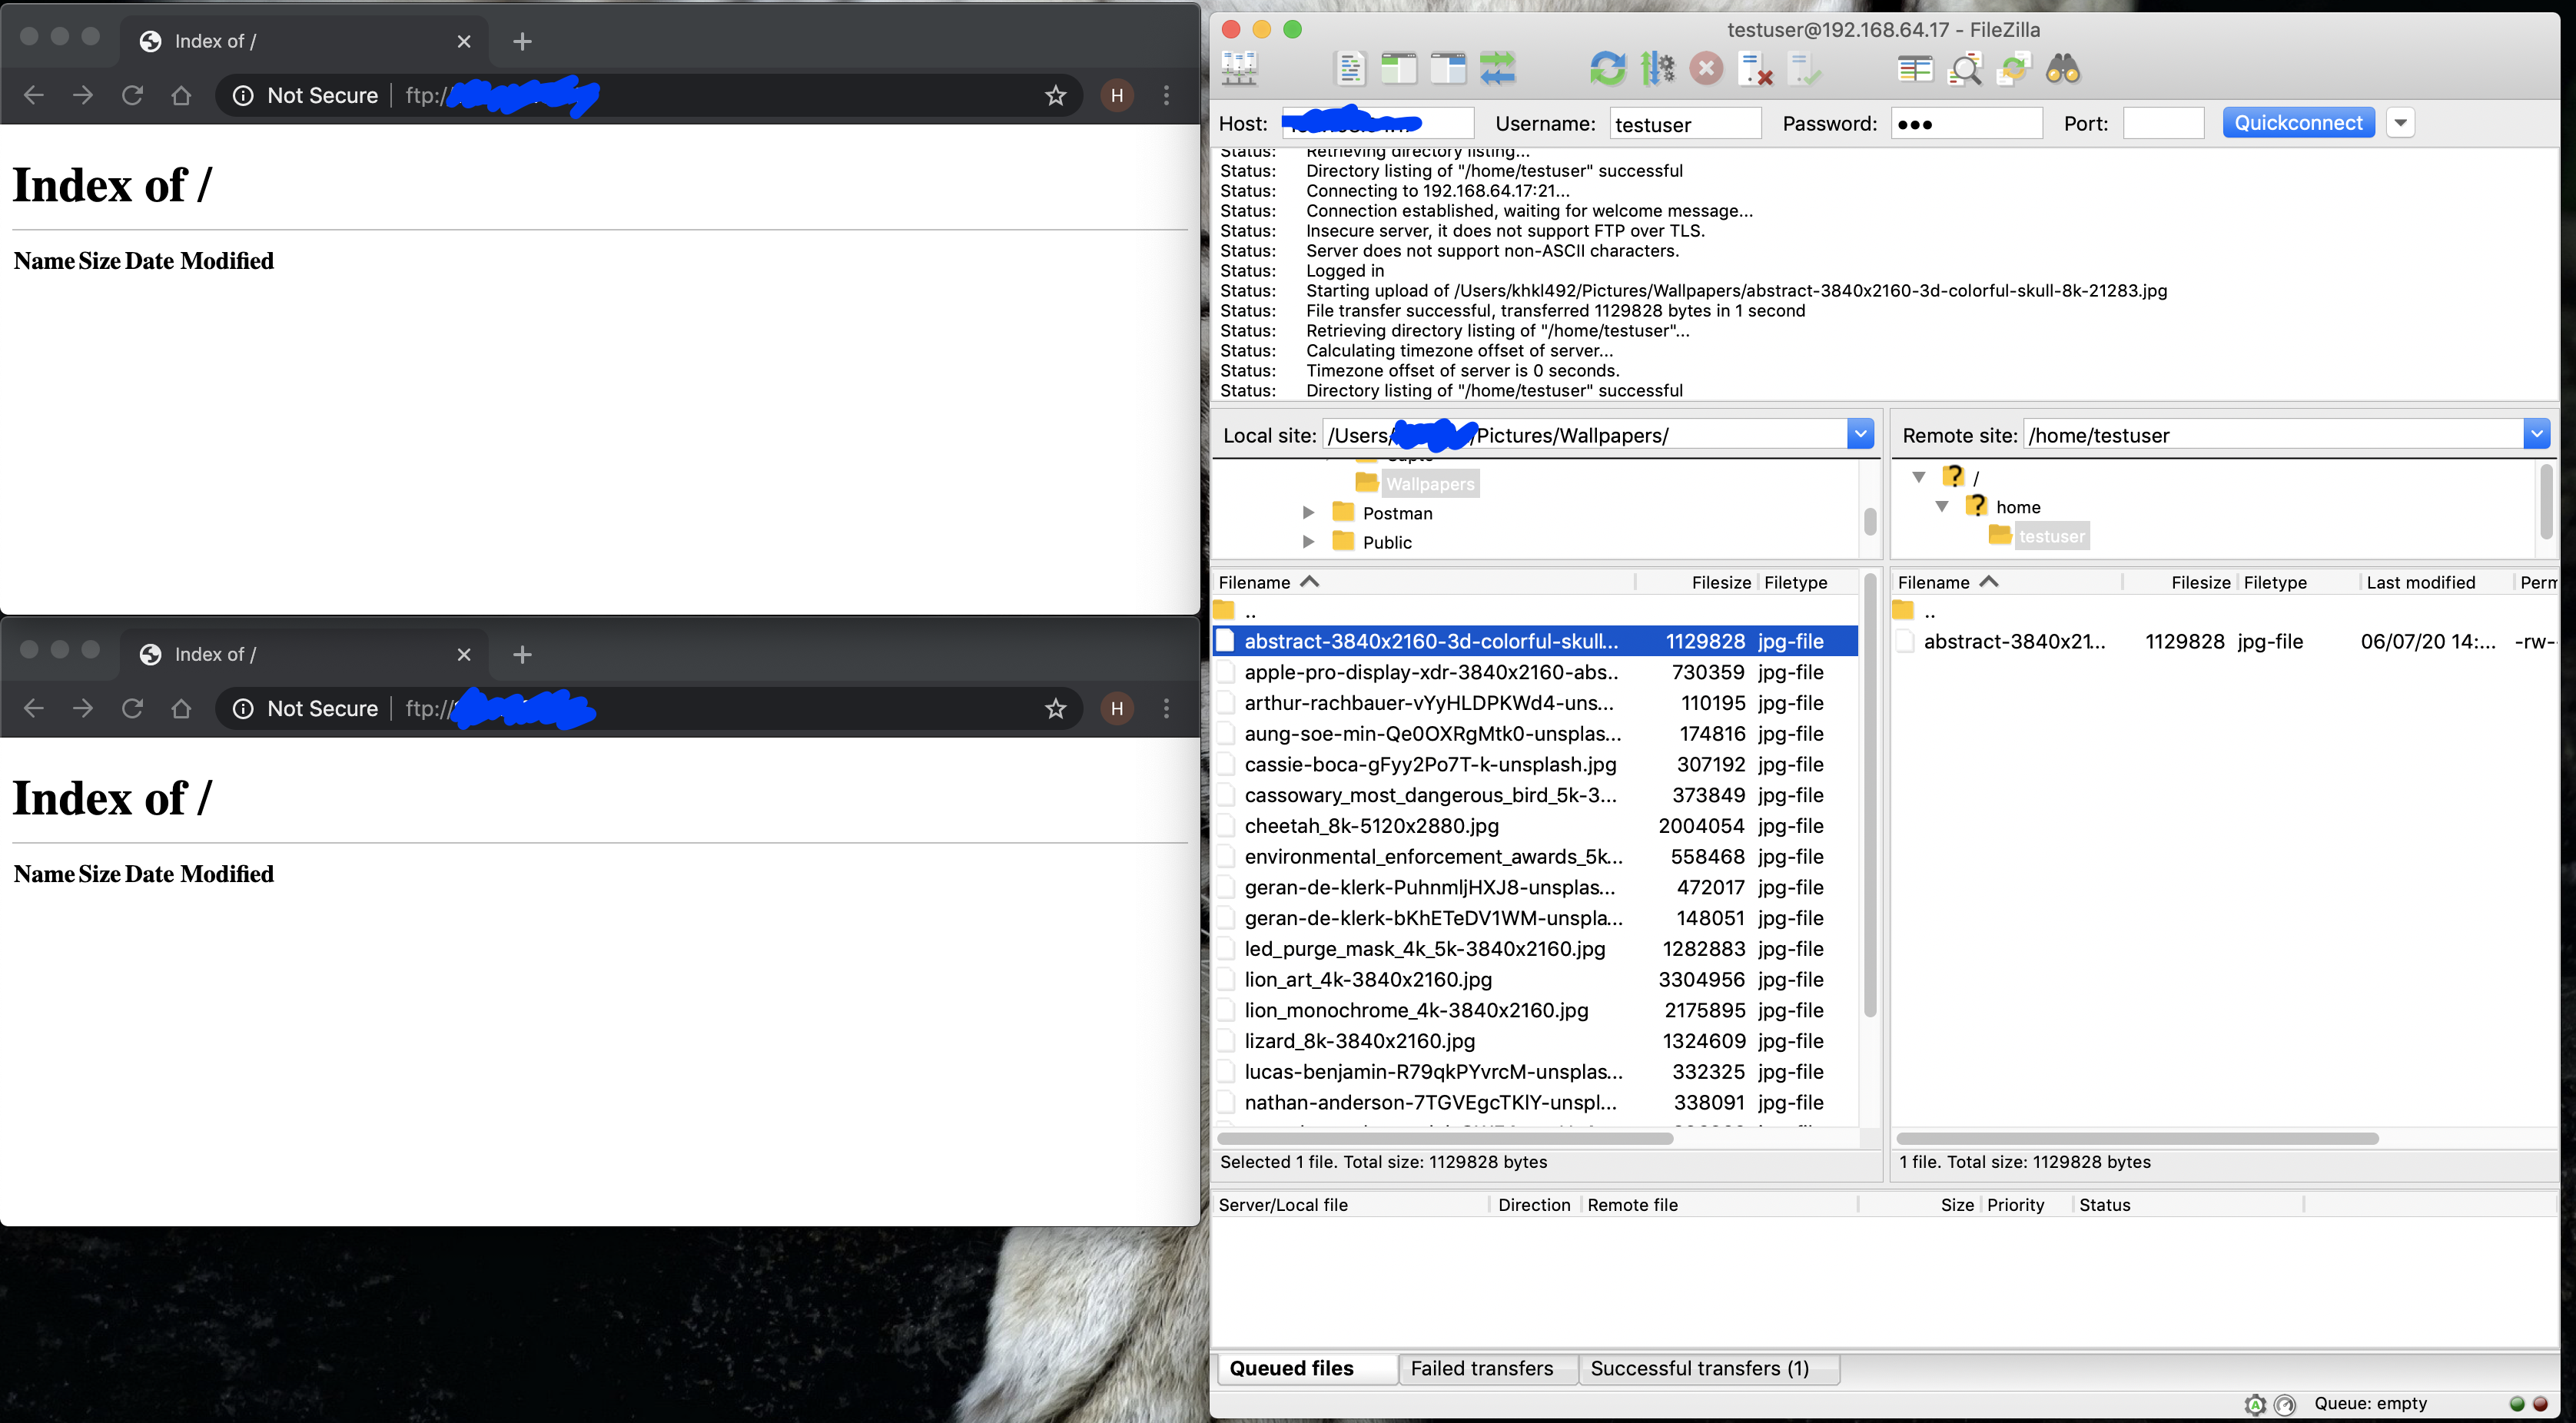 Index of /
Not Secure | ftp://
Index of /
Name Size Date Modified
Index of /
Not Secure | ftp://
Index of /
Name Size Date Modified
testuser@192.168.64.17 - FileZilla
Host: Username: testuser Password: ●●● Port: Quickconnect
Status: Retrieving directory listing...
Status: Directory listing of "/home/testuser" successful
Status: Connecting to 192.168.64.17:21...
Status: Connection established, waiting for welcome message...
Status: Insecure server, it does not support FTP over TLS.
Status: Server does not support non-ASCII characters.
Status: Logged in
Status: Starting upload of /Users/khkl492/Pictures/Wallpapers/abstract-3840x2160-3d-colorful-skull-8k-21283.jpg
Status: File transfer successful, transferred 1129828 bytes in 1 second
Status: Retrieving directory listing of "/home/testuser"...
Status: Calculating timezone offset of server...
Status: Timezone offset of server is 0 seconds.
Status: Directory listing of "/home/testuser" successful
Local site: /Users/ /Pictures/Wallpapers/
Wallpapers
Postman
Public
Filename Filesize Filetype
..
abstract-3840x2160-3d-colorful-skull... 1129828 jpg-file
apple-pro-display-xdr-3840x2160-abs.. 730359 jpg-file
arthur-rachbauer-vYyHLDPKWd4-uns... 110195 jpg-file
aung-soe-min-Qe0OXRgMtk0-unsplas... 174816 jpg-file
cassie-boca-gFyy2Po7T-k-unsplash.jpg 307192 jpg-file
cassowary_most_dangerous_bird_5k-3... 373849 jpg-file
cheetah_8k-5120x2880.jpg 2004054 jpg-file
environmental_enforcement_awards_5k... 558468 jpg-file
geran-de-klerk-PuhnmljHXJ8-unsplas... 472017 jpg-file
geran-de-klerk-bKhETeDV1WM-unspla... 148051 jpg-file
led_purge_mask_4k_5k-3840x2160.jpg 1282883 jpg-file
lion_art_4k-3840x2160.jpg 3304956 jpg-file
lion_monochrome_4k-3840x2160.jpg 2175895 jpg-file
lizard_8k-3840x2160.jpg 1324609 jpg-file
lucas-benjamin-R79qkPYvrcM-unsplas... 332325 jpg-file
nathan-anderson-7TGVEgcTKlY-unspl... 338091 jpg-file
Selected 1 file. Total size: 1129828 bytes
Remote site: /home/testuser
/
home
testuser
Filename Filesize Filetype Last modified Perm
..
abstract-3840x21... 1129828 jpg-file 06/07/20 14:... -rw-
1 file. Total size: 1129828 bytes
Server/Local file Direction Remote file Size Priority Status
Queued files Failed transfers Successful transfers (1)
Queue: empty